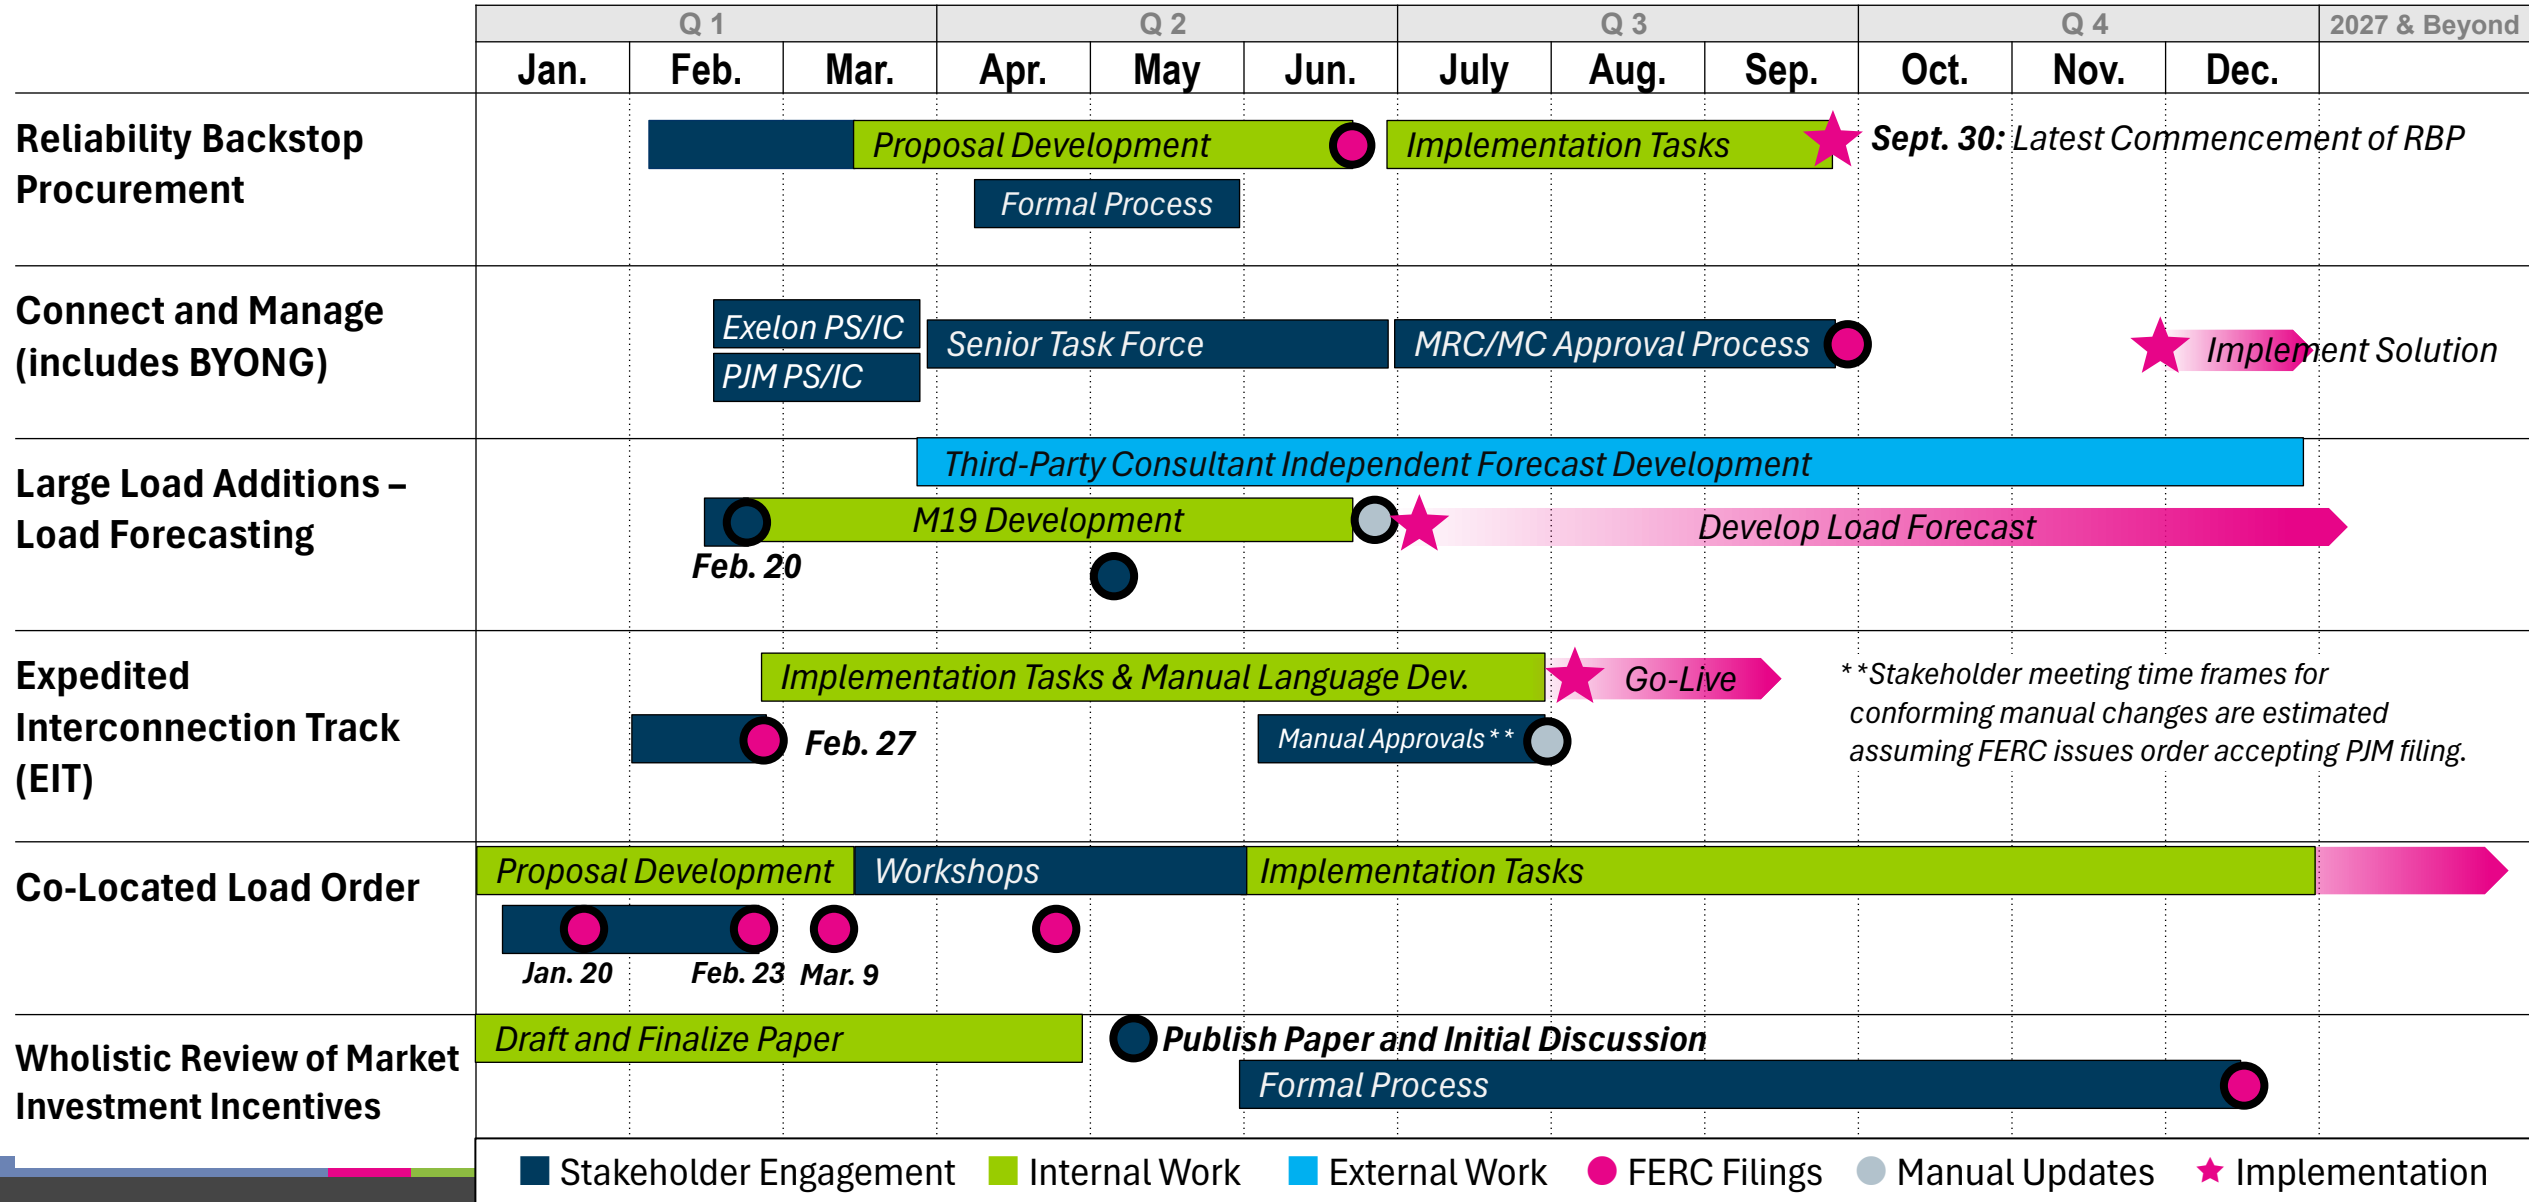 Q 1
Q 2
Q 3
Q 4
2027 & Beyond
Jan.
Feb.
Mar.
Apr.
May
Jun.
July
Aug.
Sep.
Oct.
Nov.
Dec.
Reliability Backstop
Procurement
Proposal Development
Implementation Tasks
Sept. 30: Latest Commencement of RBP
Formal Process
Connect and Manage
(includes BYONG)
Exelon PS/IC
PJM PS/IC
Senior Task Force
MRC/MC Approval Process
Implement Solution
Large Load Additions –
Load Forecasting
Third-Party Consultant Independent Forecast Development
M19 Development
Develop Load Forecast
Feb. 20
Expedited
Interconnection Track
(EIT)
Implementation Tasks & Manual Language Dev.
Go-Live
Feb. 27
Manual Approvals**
**Stakeholder meeting time frames for
conforming manual changes are estimated
assuming FERC issues order accepting PJM filing.
Co-Located Load Order
Proposal Development
Workshops
Implementation Tasks
Jan. 20
Feb. 23
Mar. 9
Wholistic Review of Market
Investment Incentives
Draft and Finalize Paper
Publish Paper and Initial Discussion
Formal Process
Stakeholder Engagement
Internal Work
External Work
FERC Filings
Manual Updates
Implementation